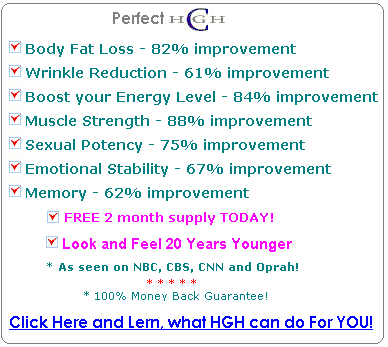 Perfect HGH
Body Fat Loss - 82% improvement
Wrinkle Reduction - 61% improvement
Boost your Energy Level - 84% improvement
Muscle Strength - 88% improvement
Sexual Potency - 75% improvement
Emotional Stability - 67% improvement
Memory - 62% improvement
FREE 2 month supply TODAY!
Look and Feel 20 Years Younger
* As seen on NBC, CBS, CNN and Oprah!
* * * * *
* 100% Money Back Guarantee!
Click Here and Lern, what HGH can do For YOU!